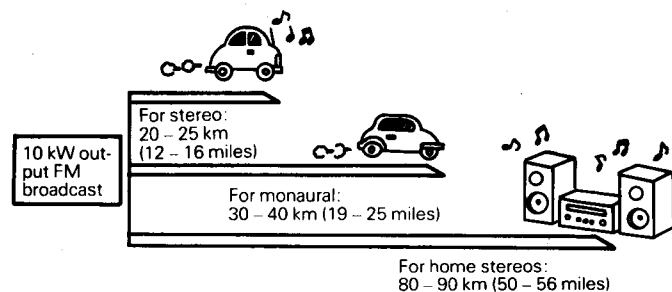 For stereo:
20 – 25 km
(12 – 16 miles)
10 kW out-
put FM
broadcast
For monaural:
30 – 40 km (19 – 25 miles)
For home stereos:
80 – 90 km (50 – 56 miles)